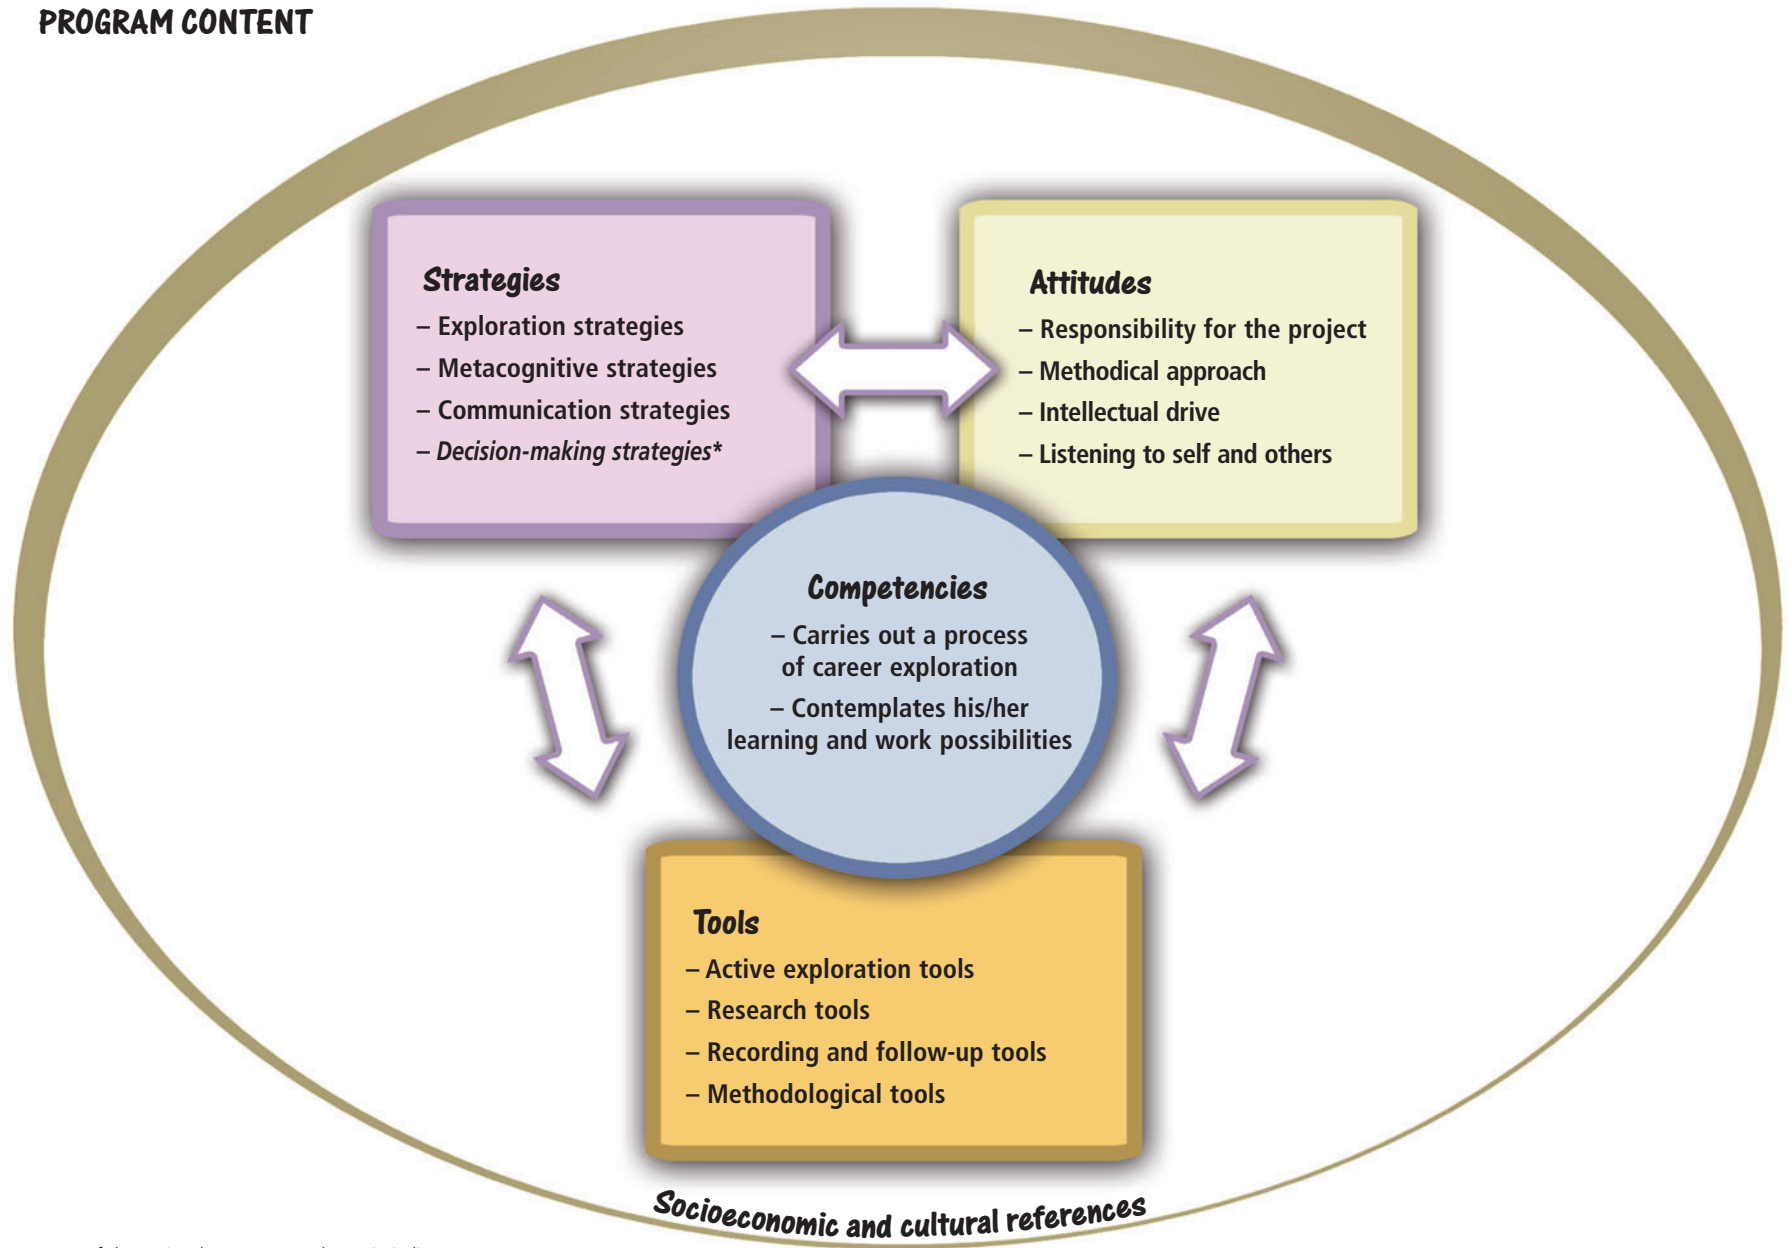 PROGRAM CONTENT
Strategies
– Exploration strategies
– Metacognitive strategies
– Communication strategies
– Decision-making strategies*
Attitudes
– Responsibility for the project
– Methodical approach
– Intellectual drive
– Listening to self and others
Competencies
– Carries out a process
of career exploration
– Contemplates his/her
learning and work possibilities
Tools
– Active exploration tools
– Research tools
– Recording and follow-up tools
– Methodological tools
Socioeconomic and cultural references